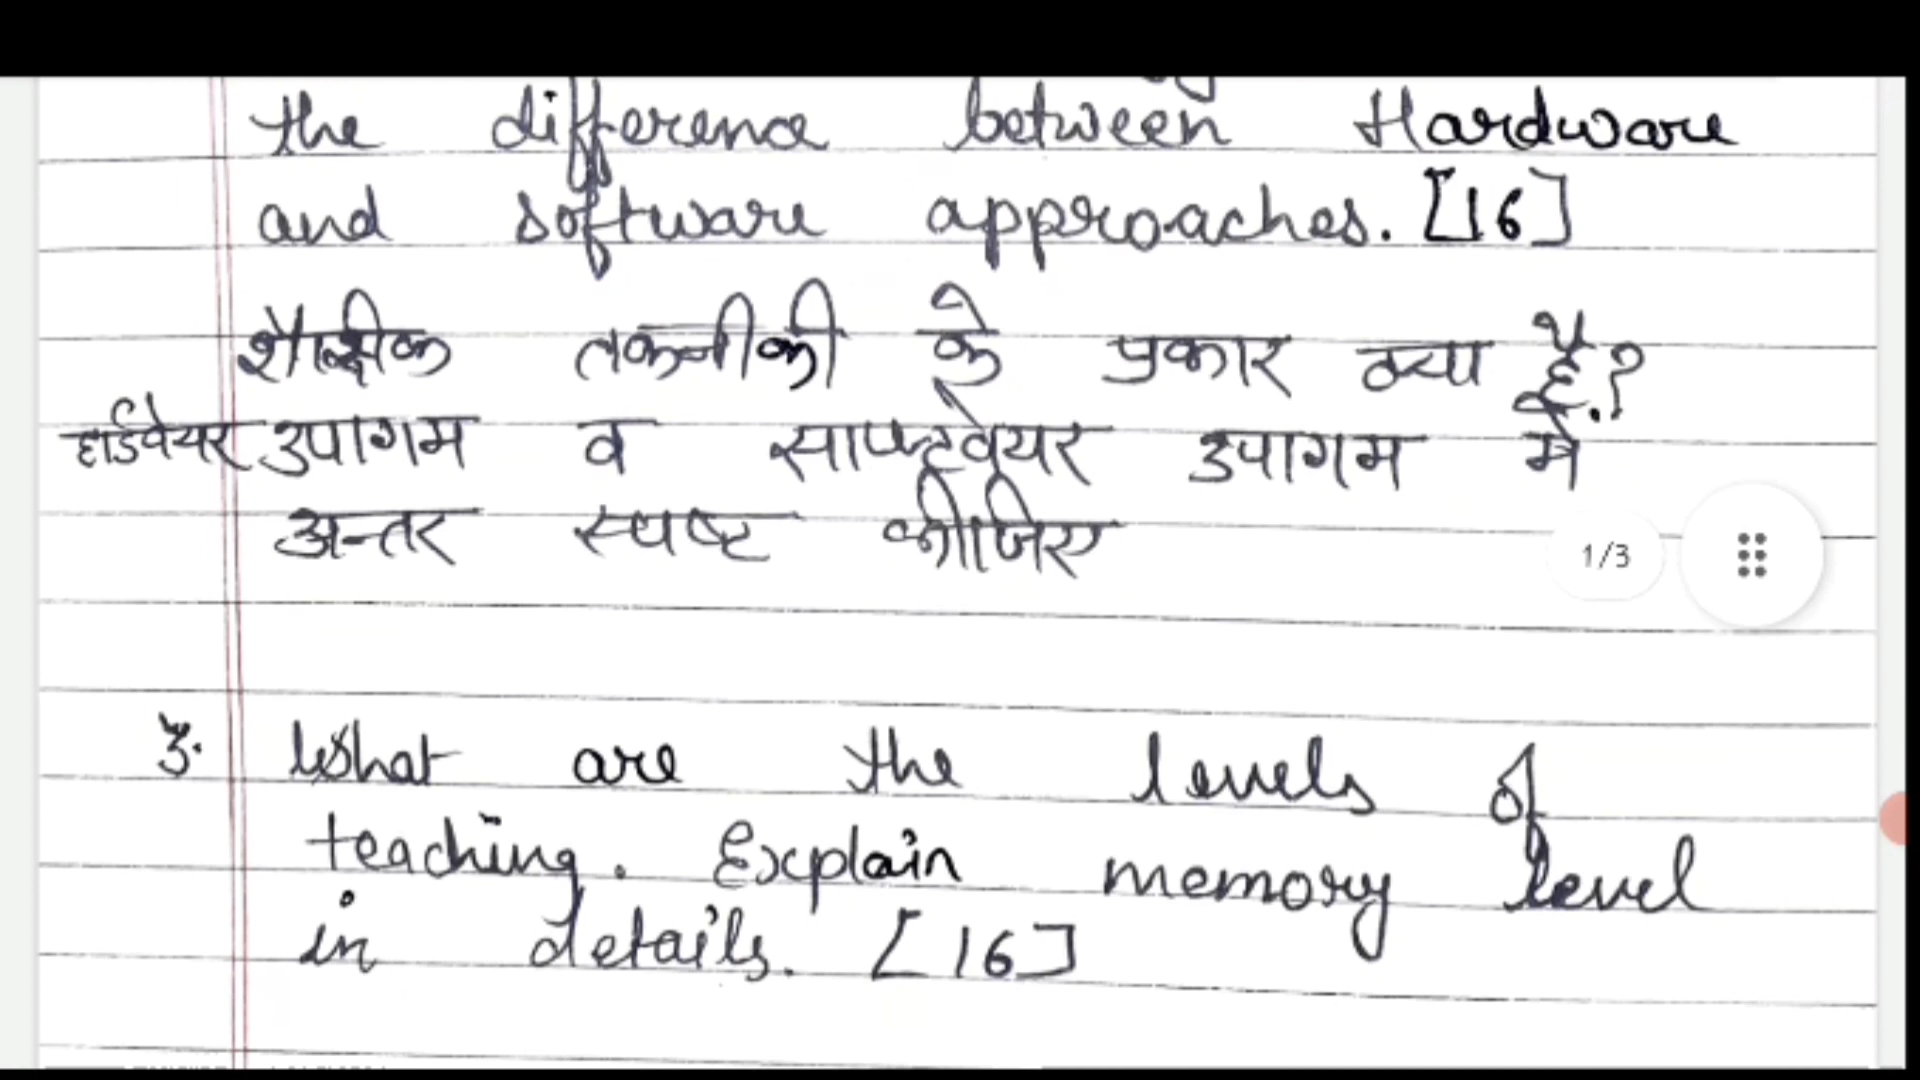 the difference between Hardware
and software approaches. [16]
शैक्षीक तकनीकी के प्रकार क्या है?
हार्डवेयर उपागम व साफ्टवेयर उपागम में
अन्तर स्पष्ट कीजिए
1/3
3. What are the levels of
teaching. Explain memory level
in details. [16]